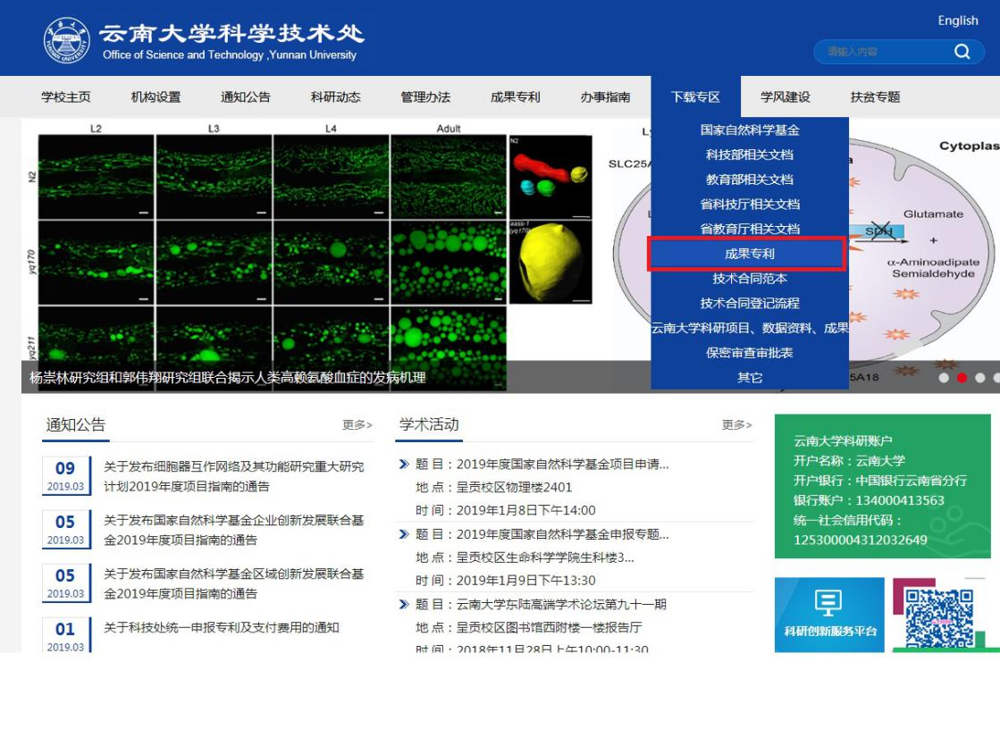 云南大学科学技术处
Office of Science and Technology ,Yunnan University
English
请输入内容
学校主页
机构设置
通知公告
科研动态
管理办法
成果专利
办事指南
下载专区
学风建设
扶贫专题
国家自然科学基金
科技部相关文档
教育部相关文档
省科技厅相关文档
省教育厅相关文档
成果专利
技术合同范本
技术合同登记流程
云南大学科研项目、数据资料、成果
保密审查审批表
其它
L2
L3
L4
Adult
N2
N2
yq170
aass-1
(yq170)
yq211
SLC25A
Cytoplas
Glutamate
SDH
+
α-Aminoadipate
Semialdehyde
5A18
杨崇林研究组和郭伟翔研究组联合揭示人类高赖氨酸血症的发病机理
通知公告
更多>
09
2019.03
关于发布细胞器互作网络及其功能研究重大研究
计划2019年度项目指南的通告
05
2019.03
关于发布国家自然科学基金企业创新发展联合基
金2019年度项目指南的通告
05
2019.03
关于发布国家自然科学基金区域创新发展联合基
金2019年度项目指南的通告
01
2019.03
关于科技处统一申报专利及支付费用的通知
学术活动
更多>
题 目：2019年度国家自然科学基金项目申请...
地 点：呈贡校区物理楼2401
时 间：2019年1月8日下午14:00
题 目：2019年度国家自然科学基金申报专题...
地 点：呈贡校区生命科学学院生科楼3...
时 间：2019年1月9日下午13:30
题 目：云南大学东陆高端学术论坛第九十一期
地 点：呈贡校区图书馆西附楼一楼报告厅
时 间：2018年11月28日上午10:00-11:30
云南大学科研账户
开户名称：云南大学
开户银行：中国银行云南省分行
银行账户：134000413563
统一社会信用代码：
125300004312032649
科研创新服务平台